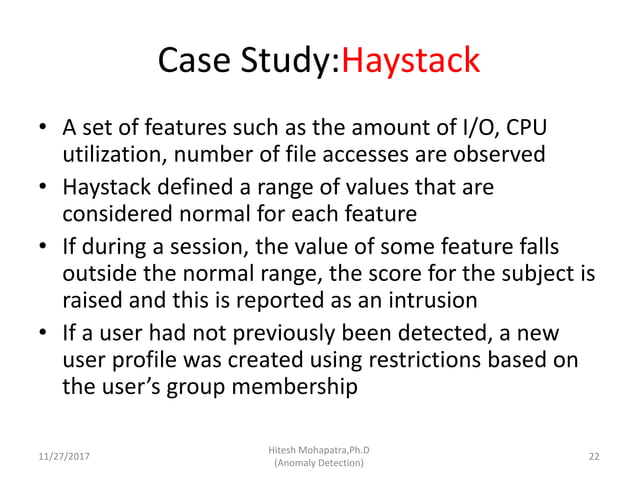 Case Study:Haystack
• A set of features such as the amount of I/O, CPU
utilization, number of file accesses are observed
• Haystack defined a range of values that are
considered normal for each feature
• If during a session, the value of some feature falls
outside the normal range, the score for the subject is
raised and this is reported as an intrusion
• If a user had not previously been detected, a new
user profile was created using restrictions based on
the user’s group membership
11/27/2017
Hitesh Mohapatra,Ph.D
(Anomaly Detection)
22